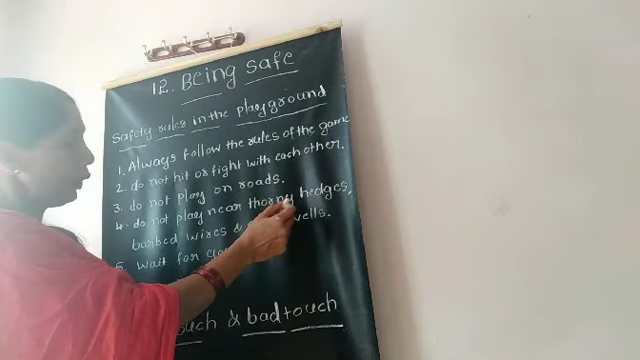 12. Being safe
Safety rules in the playground
1. Always follow the rules of the game
2. do not hit or fight with each other.
3. do not play on roads.
4. do not play near thorny hedges,
barbed wires & wells.
5. Wait for
& bad touch